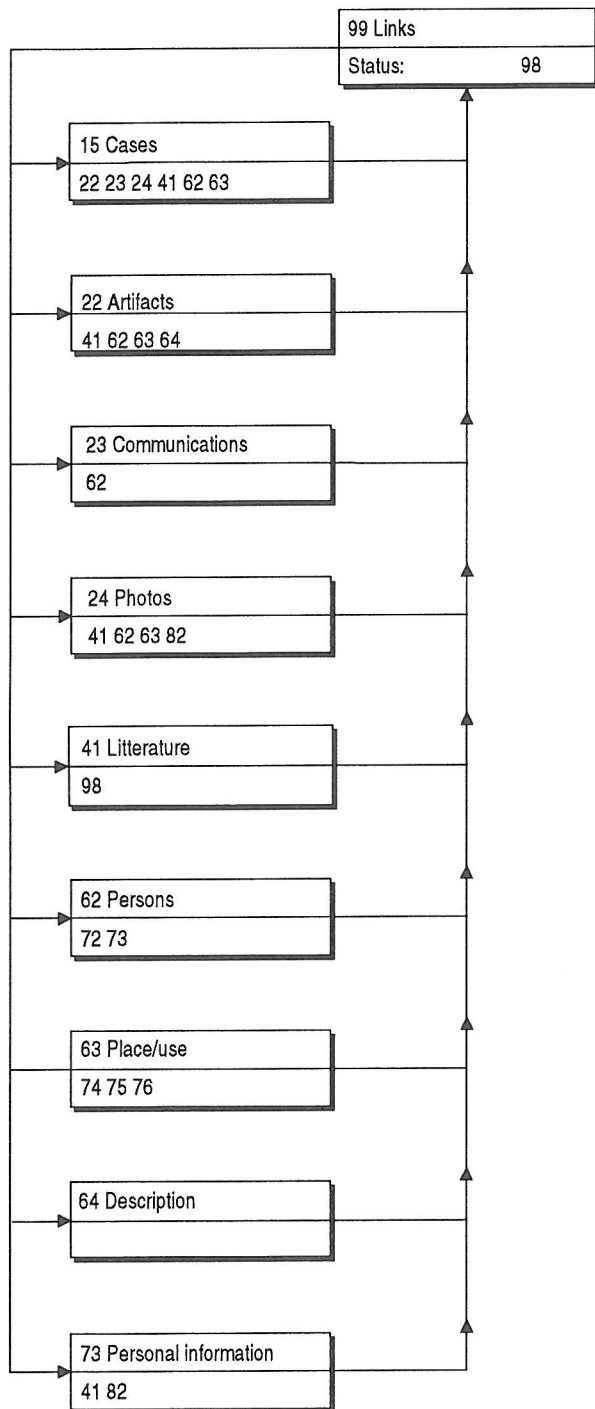 99 Links
Status: 98
15 Cases
22 23 24 41 62 63
22 Artifacts
41 62 63 64
23 Communications
62
24 Photos
41 62 63 82
41 Litterature
98
62 Persons
72 73
63 Place/use
74 75 76
64 Description
73 Personal information
41 82